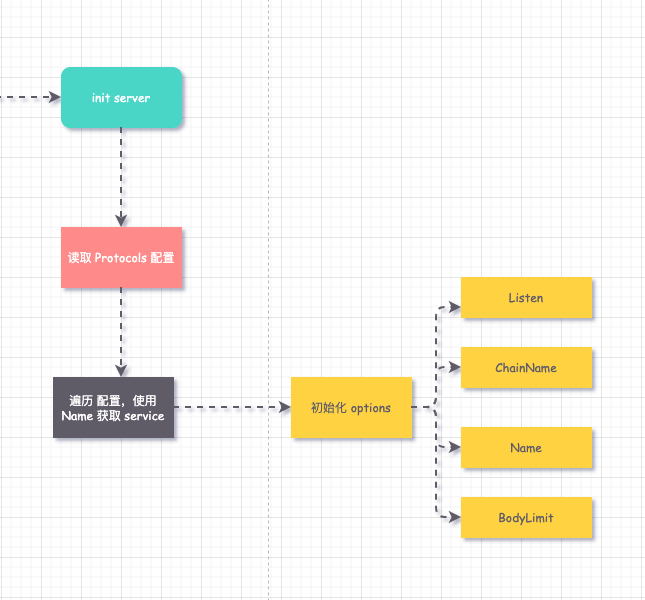 init server
读取 Protocols 配置
遍历 配置，使用
Name 获取 service
初始化 options
Listen
ChainName
Name
BodyLimit